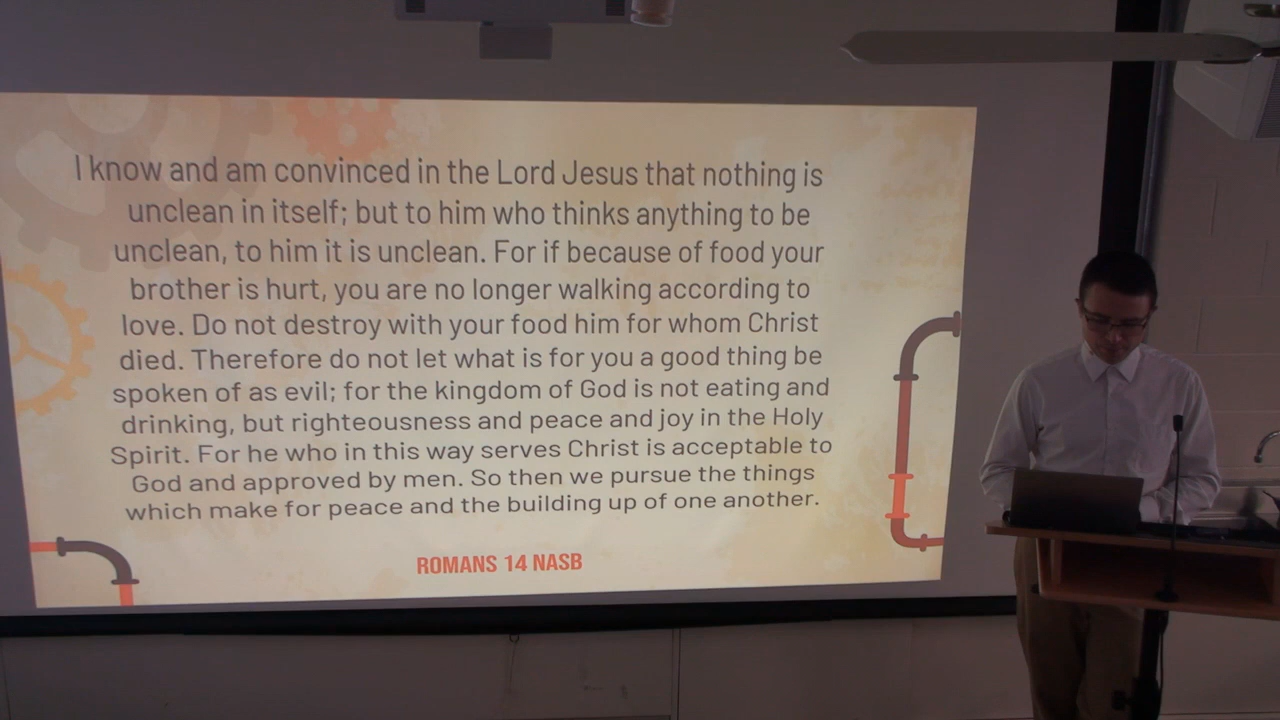 I know and am convinced in the Lord Jesus that nothing is
unclean in itself; but to him who thinks anything to be
unclean, to him it is unclean. For if because of food your
brother is hurt, you are no longer walking according to
love. Do not destroy with your food him for whom Christ
died. Therefore do not let what is for you a good thing be
spoken of as evil; for the kingdom of God is not eating and
drinking, but righteousness and peace and joy in the Holy
Spirit. For he who in this way serves Christ is acceptable to
God and approved by men. So then we pursue the things
which make for peace and the building up of one another.
ROMANS 14 NASB